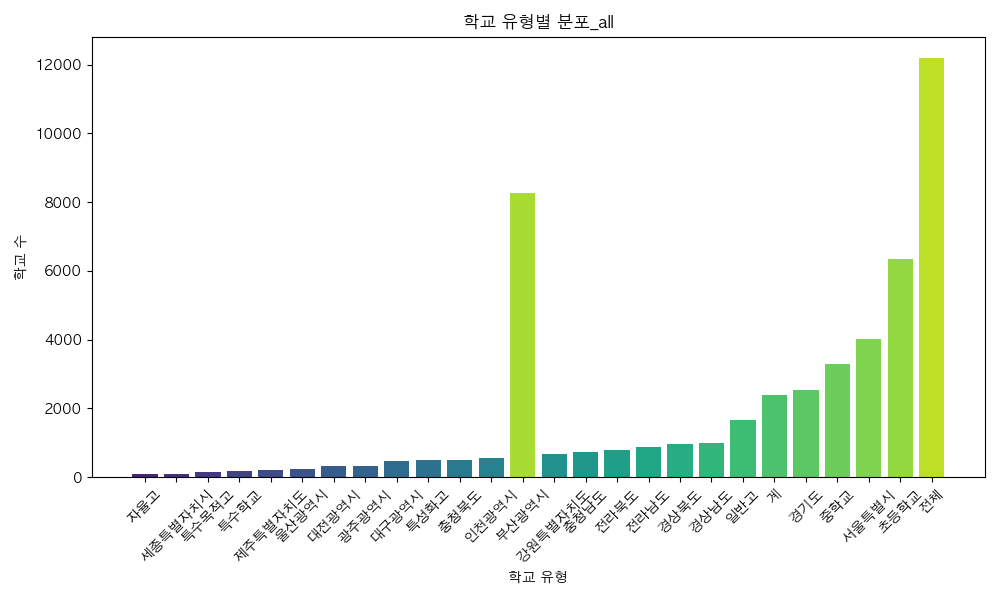 학교 유형별 분포_all
학교 수
12000
10000
8000
6000
4000
2000
0
자율고
세종특별자치시
특수목적고
특수학교
제주특별자치도
울산광역시
대전광역시
광주광역시
대구광역시
특성화고
충청북도
인천광역시
부산광역시
강원특별자치도
충청남도
전라북도
전라남도
경상북도
경상남도
일반고
계
경기도
중학교
서울특별시
초등학교
전체
학교 유형